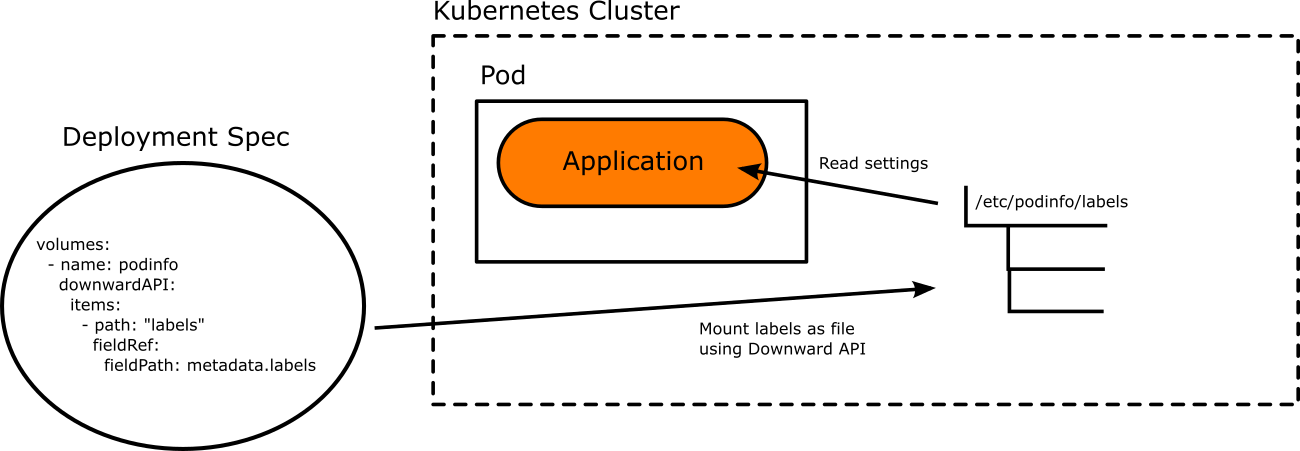 Kubernetes Cluster
Pod
Deployment Spec
Application
Read settings
/etc/podinfo/labels
volumes:
- name: podinfo
downwardAPI:
items:
- path: "labels"
fieldRef:
fieldPath: metadata.labels
Mount labels as file
using Downward API